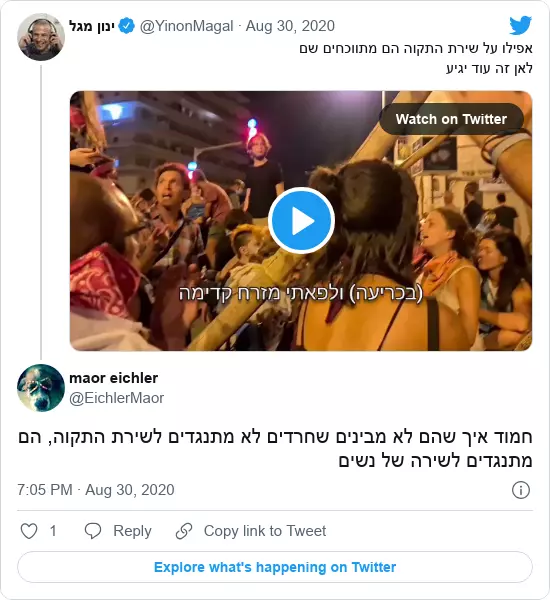 ינון מגל @YinonMagal · Aug 30, 2020
אפילו על שירת התקוה הם מתווכחים שם
לאן זה עוד יגיע
Watch on Twitter
(בכריעה) ולפאתי מזרח קדימה
maor eichler
@EichlerMaor
חמוד איך שהם לא מבינים שחרדים לא מתנגדים לשירת התקוה, הם
מתנגדים לשירה של נשים
7:05 PM · Aug 30, 2020
1 Reply Copy link to Tweet
Explore what's happening on Twitter